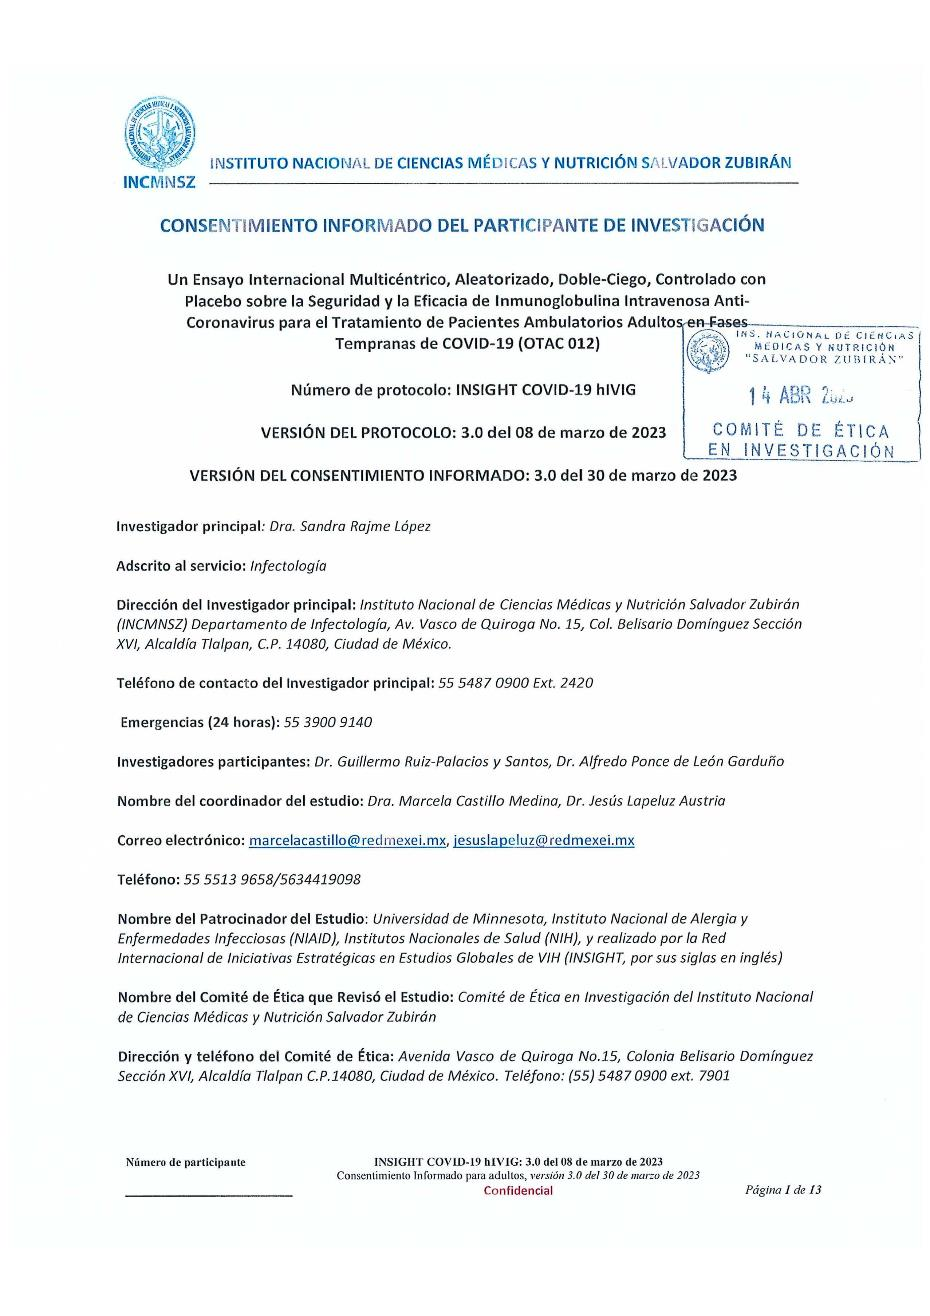 INCMNSZ
INSTITUTO NACIONAL DE CIENCIAS MÉDICAS Y NUTRICIÓN SALVADOR ZUBIRÁN
CONSENTIMIENTO INFORMADO DEL PARTICIPANTE DE INVESTIGACIÓN
Un Ensayo Internacional Multicéntrico, Aleatorizado, Doble-Ciego, Controlado con
Placebo sobre la Seguridad y la Eficacia de Inmunoglobulina Intravenosa Anti-
Coronavirus para el Tratamiento de Pacientes Ambulatorios Adultos en Fases
Tempranas de COVID-19 (OTAC 012)
INS. NACIONAL DE CIENCIAS
MÉDICAS Y NUTRICIÓN
"SALVADOR ZUBIRÁN"
14 ABR
COMITÉ DE ÉTICA
EN INVESTIGACIÓN
Número de protocolo: INSIGHT COVID-19 hIVIG
VERSIÓN DEL PROTOCOLO: 3.0 del 08 de marzo de 2023
VERSIÓN DEL CONSENTIMIENTO INFORMADO: 3.0 del 30 de marzo de 2023
Investigador principal: Dra. Sandra Rajme López
Adscrito al servicio: Infectología
Dirección del Investigador principal: Instituto Nacional de Ciencias Médicas y Nutrición Salvador Zubirán
(INCMNSZ) Departamento de Infectología, Av. Vasco de Quiroga No. 15, Col. Belisario Domínguez Sección
XVI, Alcaldía Tlalpan, C.P. 14080, Ciudad de México.
Teléfono de contacto del Investigador principal: 55 5487 0900 Ext. 2420
Emergencias (24 horas): 55 3900 9140
Investigadores participantes: Dr. Guillermo Ruiz-Palacios y Santos, Dr. Alfredo Ponce de León Garduño
Nombre del coordinador del estudio: Dra. Marcela Castillo Medina, Dr. Jesús Lapeluz Austria
Correo electrónico: marcelacastillo@redmexei.mx, jesuslapeluz@redmexei.mx
Teléfono: 55 5513 9658/5634419098
Nombre del Patrocinador del Estudio: Universidad de Minnesota, Instituto Nacional de Alergia y
Enfermedades Infecciosas (NIAID), Institutos Nacionales de Salud (NIH), y realizado por la Red
Internacional de Iniciativas Estratégicas en Estudios Globales de VIH (INSIGHT, por sus siglas en inglés)
Nombre del Comité de Ética que Revisó el Estudio: Comité de Ética en Investigación del Instituto Nacional
de Ciencias Médicas y Nutrición Salvador Zubirán
Dirección y teléfono del Comité de Ética: Avenida Vasco de Quiroga No.15, Colonia Belisario Domínguez
Sección XVI, Alcaldía Tlalpan C.P.14080, Ciudad de México. Teléfono: (55) 5487 0900 ext. 7901
Número de participante
INSIGHT COVID-19 hIVIG: 3.0 del 08 de marzo de 2023
Consentimiento Informado para adultos, versión 3.0 del 30 de marzo de 2023
Confidencial
Página 1 de 13